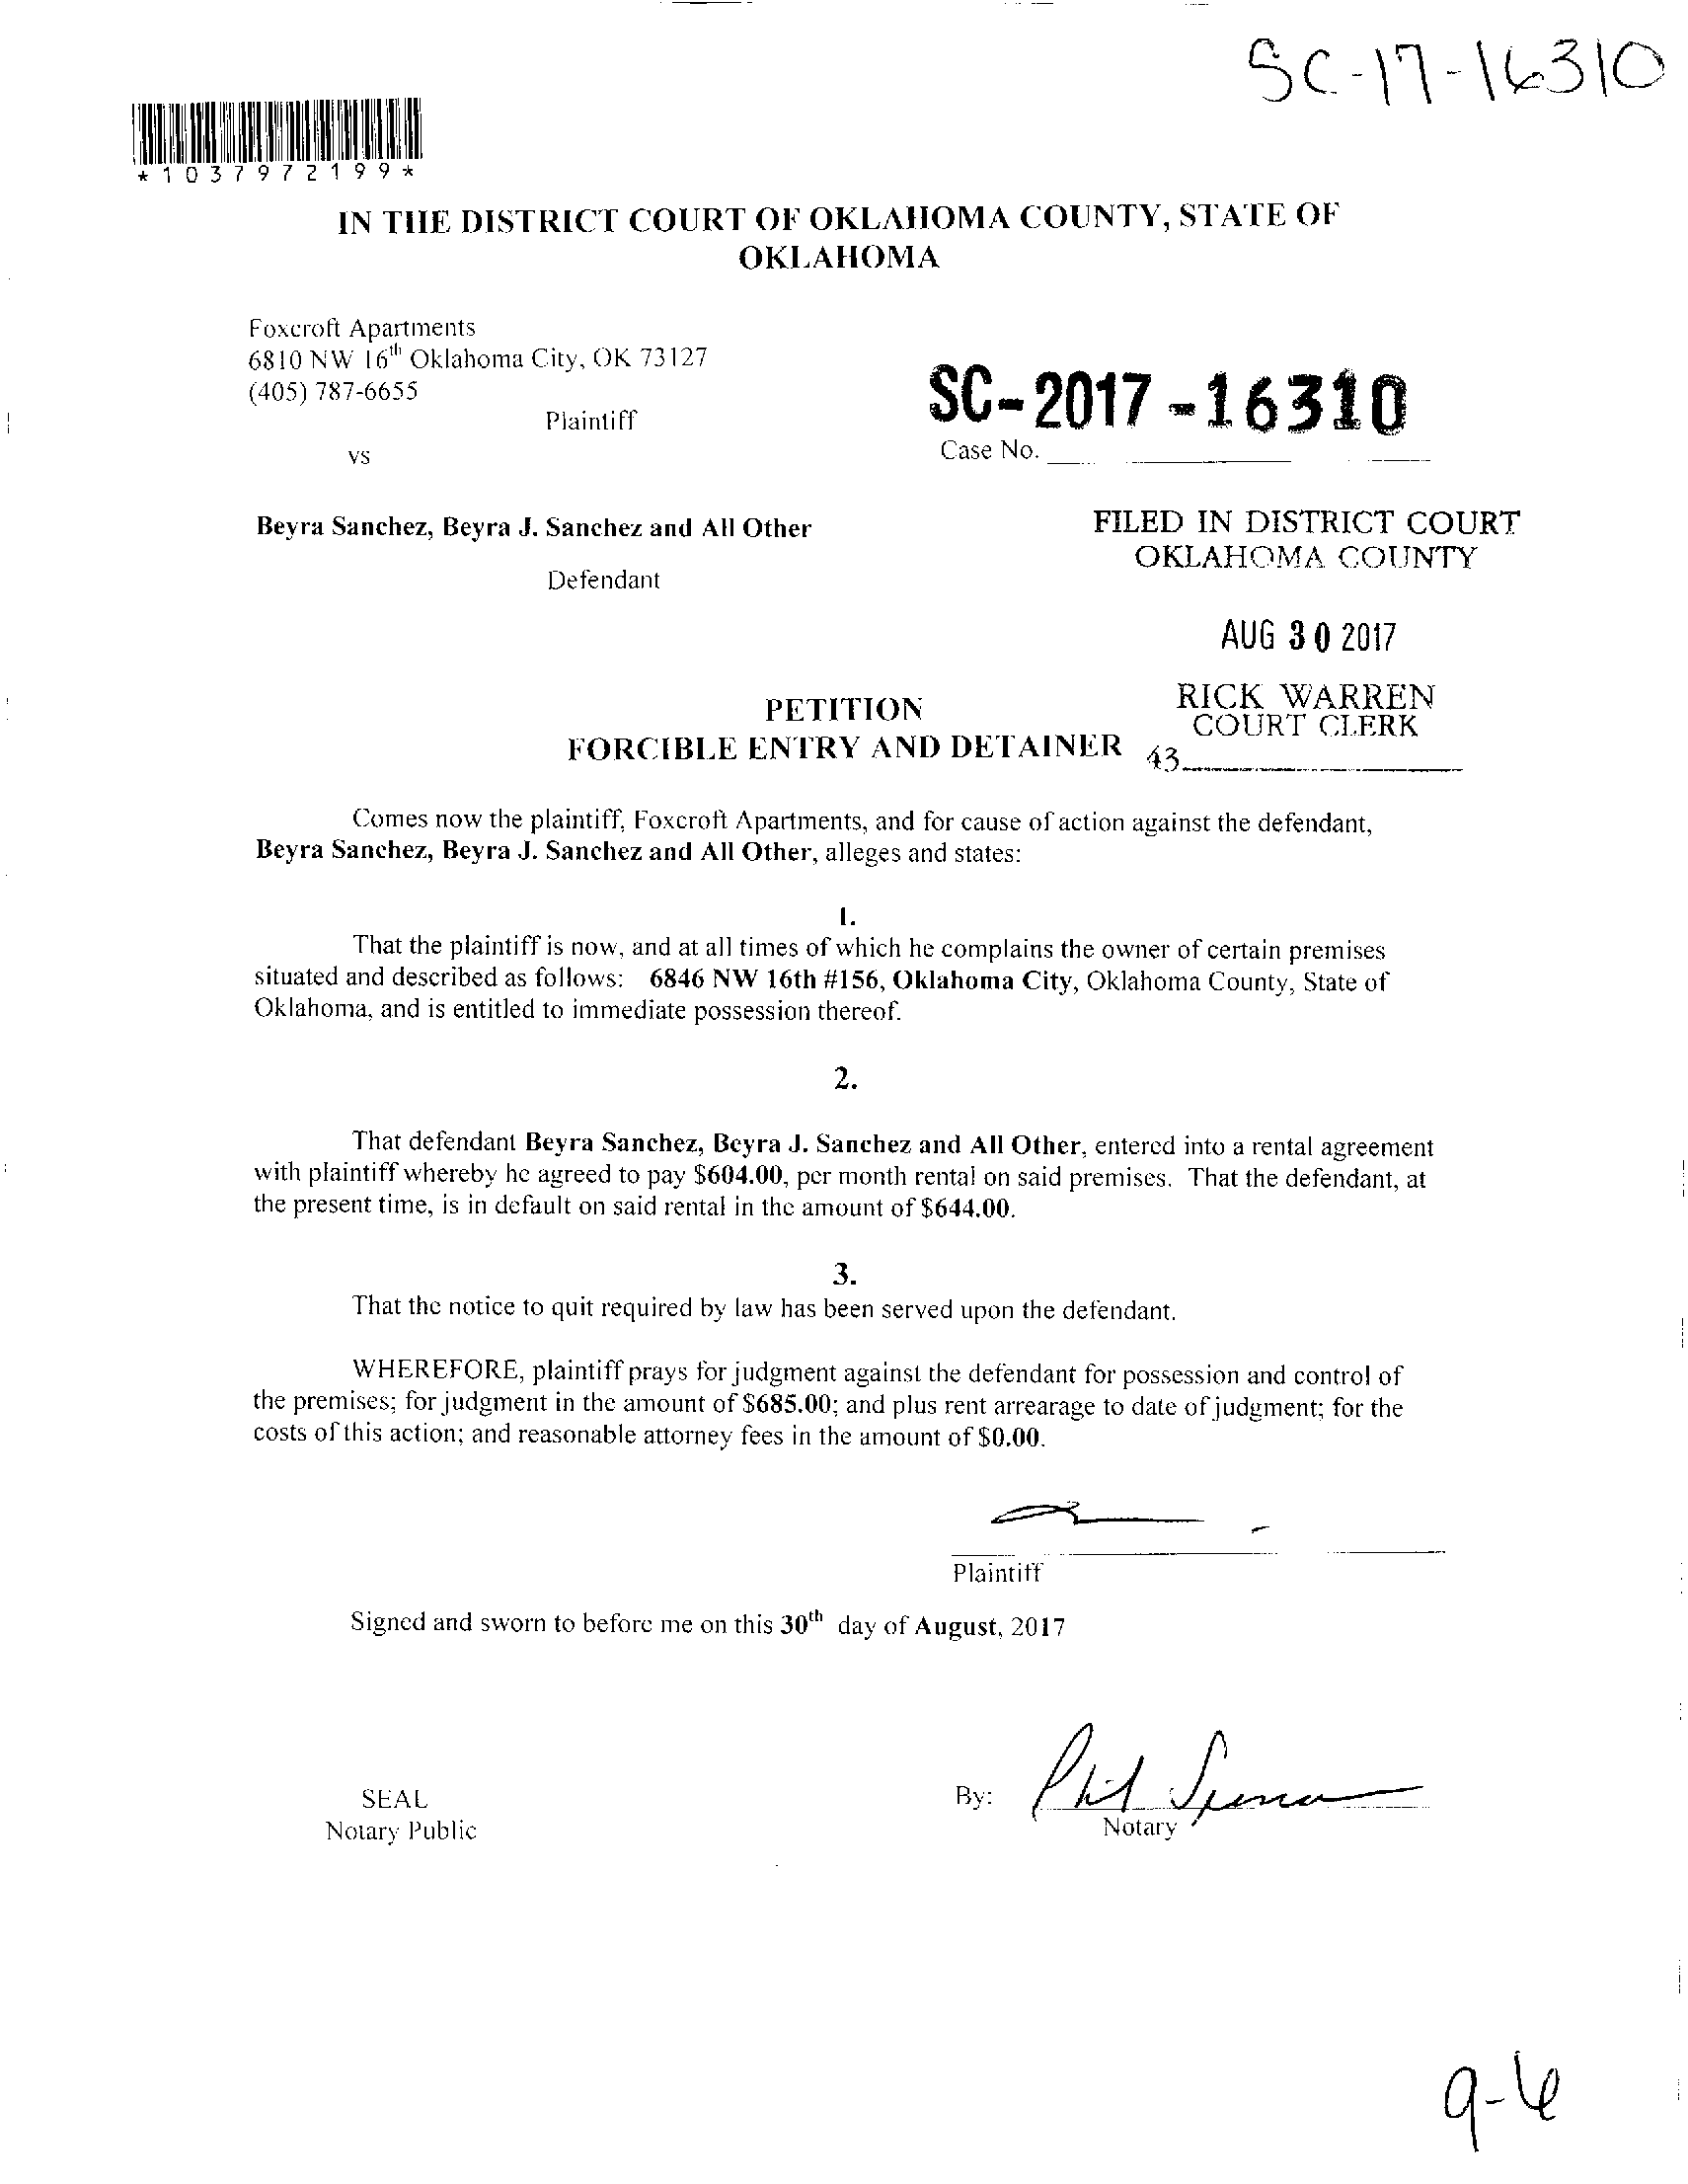 SC-17-16310
*1037972199*
IN THE DISTRICT COURT OF OKLAHOMA COUNTY, STATE OF
OKLAHOMA
Foxcroft Apartments
6810 NW 16th Oklahoma City, OK 73127
(405) 787-6655
Plaintiff
SC-2017-16310
vs
Case No.
Beyra Sanchez, Beyra J. Sanchez and All Other
FILED IN DISTRICT COURT
OKLAHOMA COUNTY
Defendant
AUG 30 2017
RICK WARREN
COURT CLERK
43
PETITION
FORCIBLE ENTRY AND DETAINER
Comes now the plaintiff, Foxcroft Apartments, and for cause of action against the defendant,
Beyra Sanchez, Beyra J. Sanchez and All Other, alleges and states:
1.
That the plaintiff is now, and at all times of which he complains the owner of certain premises
situated and described as follows: 6846 NW 16th #156, Oklahoma City, Oklahoma County, State of
Oklahoma, and is entitled to immediate possession thereof.
2.
That defendant Beyra Sanchez, Beyra J. Sanchez and All Other, entered into a rental agreement
with plaintiff whereby he agreed to pay $604.00, per month rental on said premises. That the defendant, at
the present time, is in default on said rental in the amount of $644.00.
3.
That the notice to quit required by law has been served upon the defendant.
WHEREFORE, plaintiff prays for judgment against the defendant for possession and control of
the premises; for judgment in the amount of $685.00; and plus rent arrearage to date of judgment; for the
costs of this action; and reasonable attorney fees in the amount of $0.00.
Plaintiff
Signed and sworn to before me on this 30th day of August, 2017
SEAL
By: Phil
Notary Public
Notary
9-6